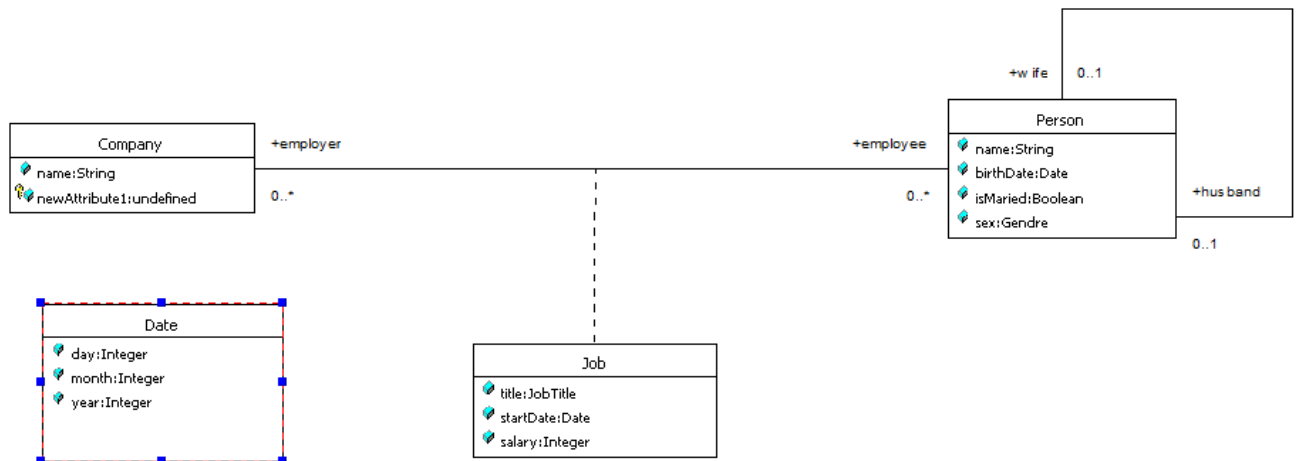 +wife
0..1
Person
name:String
birthDate:Date
isMaried:Boolean
sex:Gendre
+husband
0..1
Company
name:String
newAttribute1:undefined
+employer
0..*
+employee
0..*
Date
day:Integer
month:Integer
year:Integer
Job
title:JobTitle
startDate:Date
salary:Integer